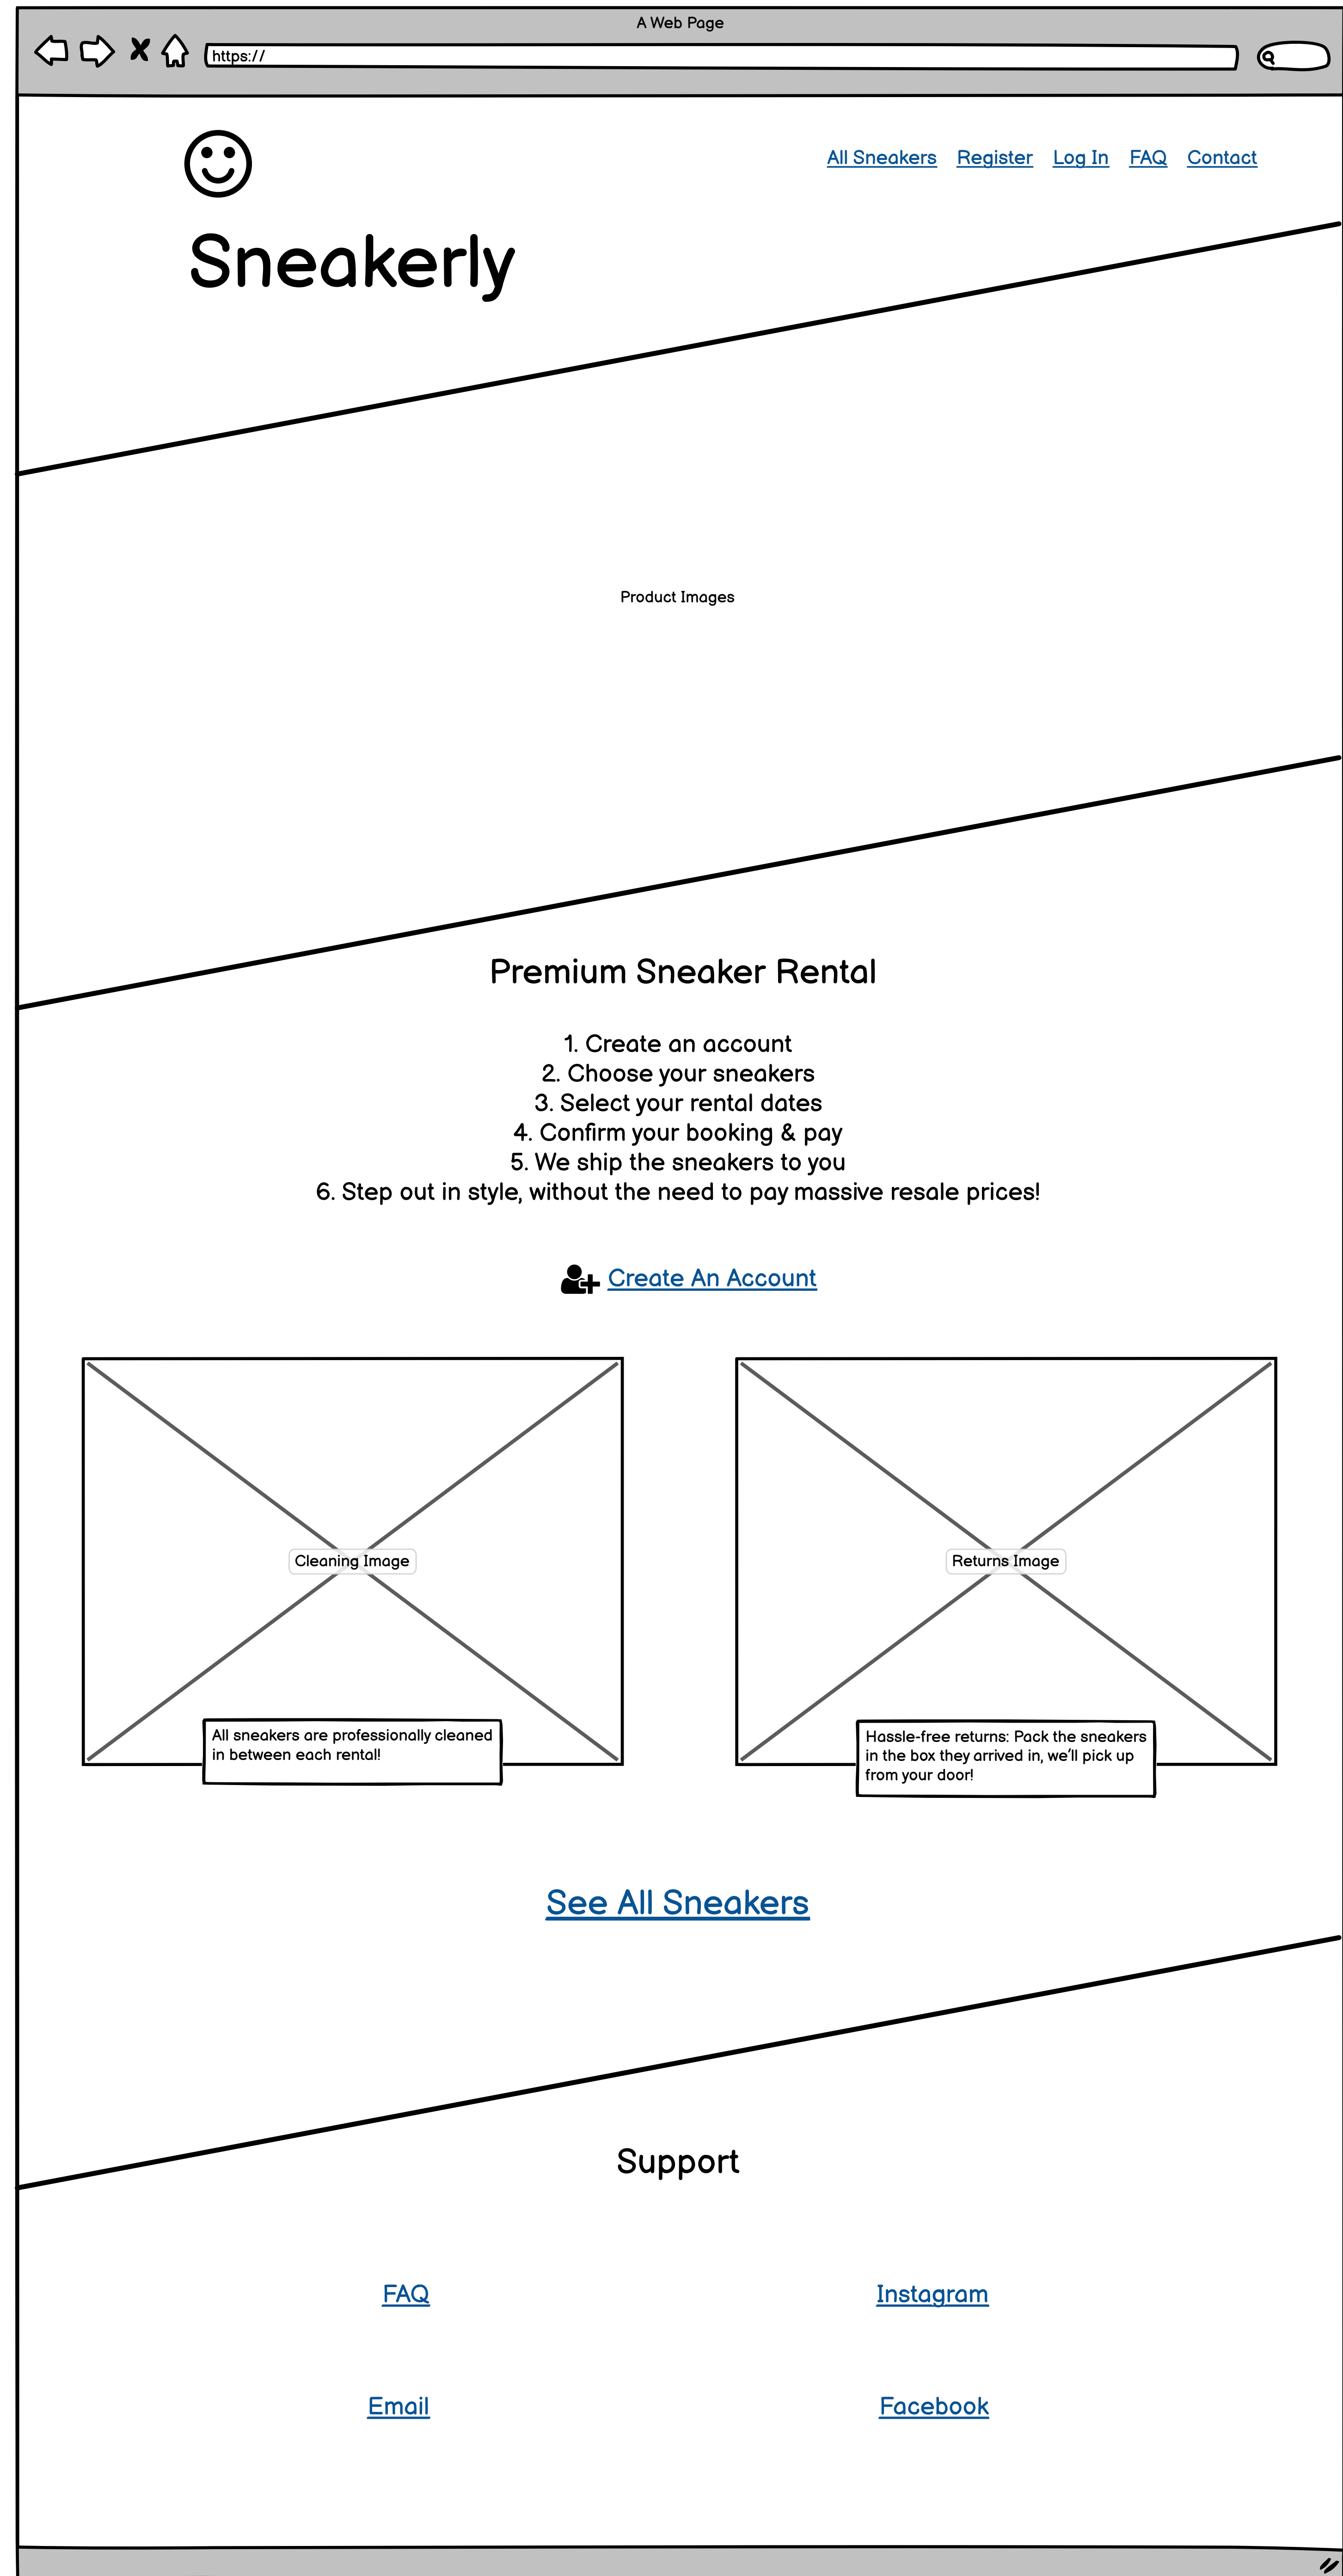 A Web Page
https://
All Sneakers Register Log In FAQ Contact
Sneakerly
Product Images
Premium Sneaker Rental
1. Create an account
2. Choose your sneakers
3. Select your rental dates
4. Confirm your booking & pay
5. We ship the sneakers to you
6. Step out in style, without the need to pay massive resale prices!
Create An Account
Cleaning Image
All sneakers are professionally cleaned
in between each rental!
Returns Image
Hassle-free returns: Pack the sneakers
in the box they arrived in, we'll pick up
from your door!
See All Sneakers
Support
FAQ
Instagram
Email
Facebook